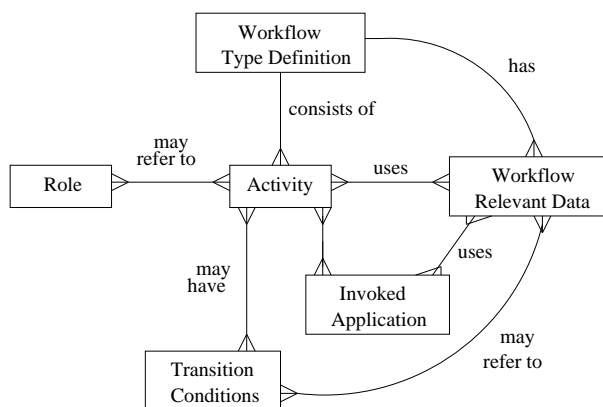 Workflow
Type Definition
has
consists of
may
refer to
Role
Activity
uses
Workflow
Relevant Data
may
have
uses
Invoked
Application
may
refer to
Transition
Conditions